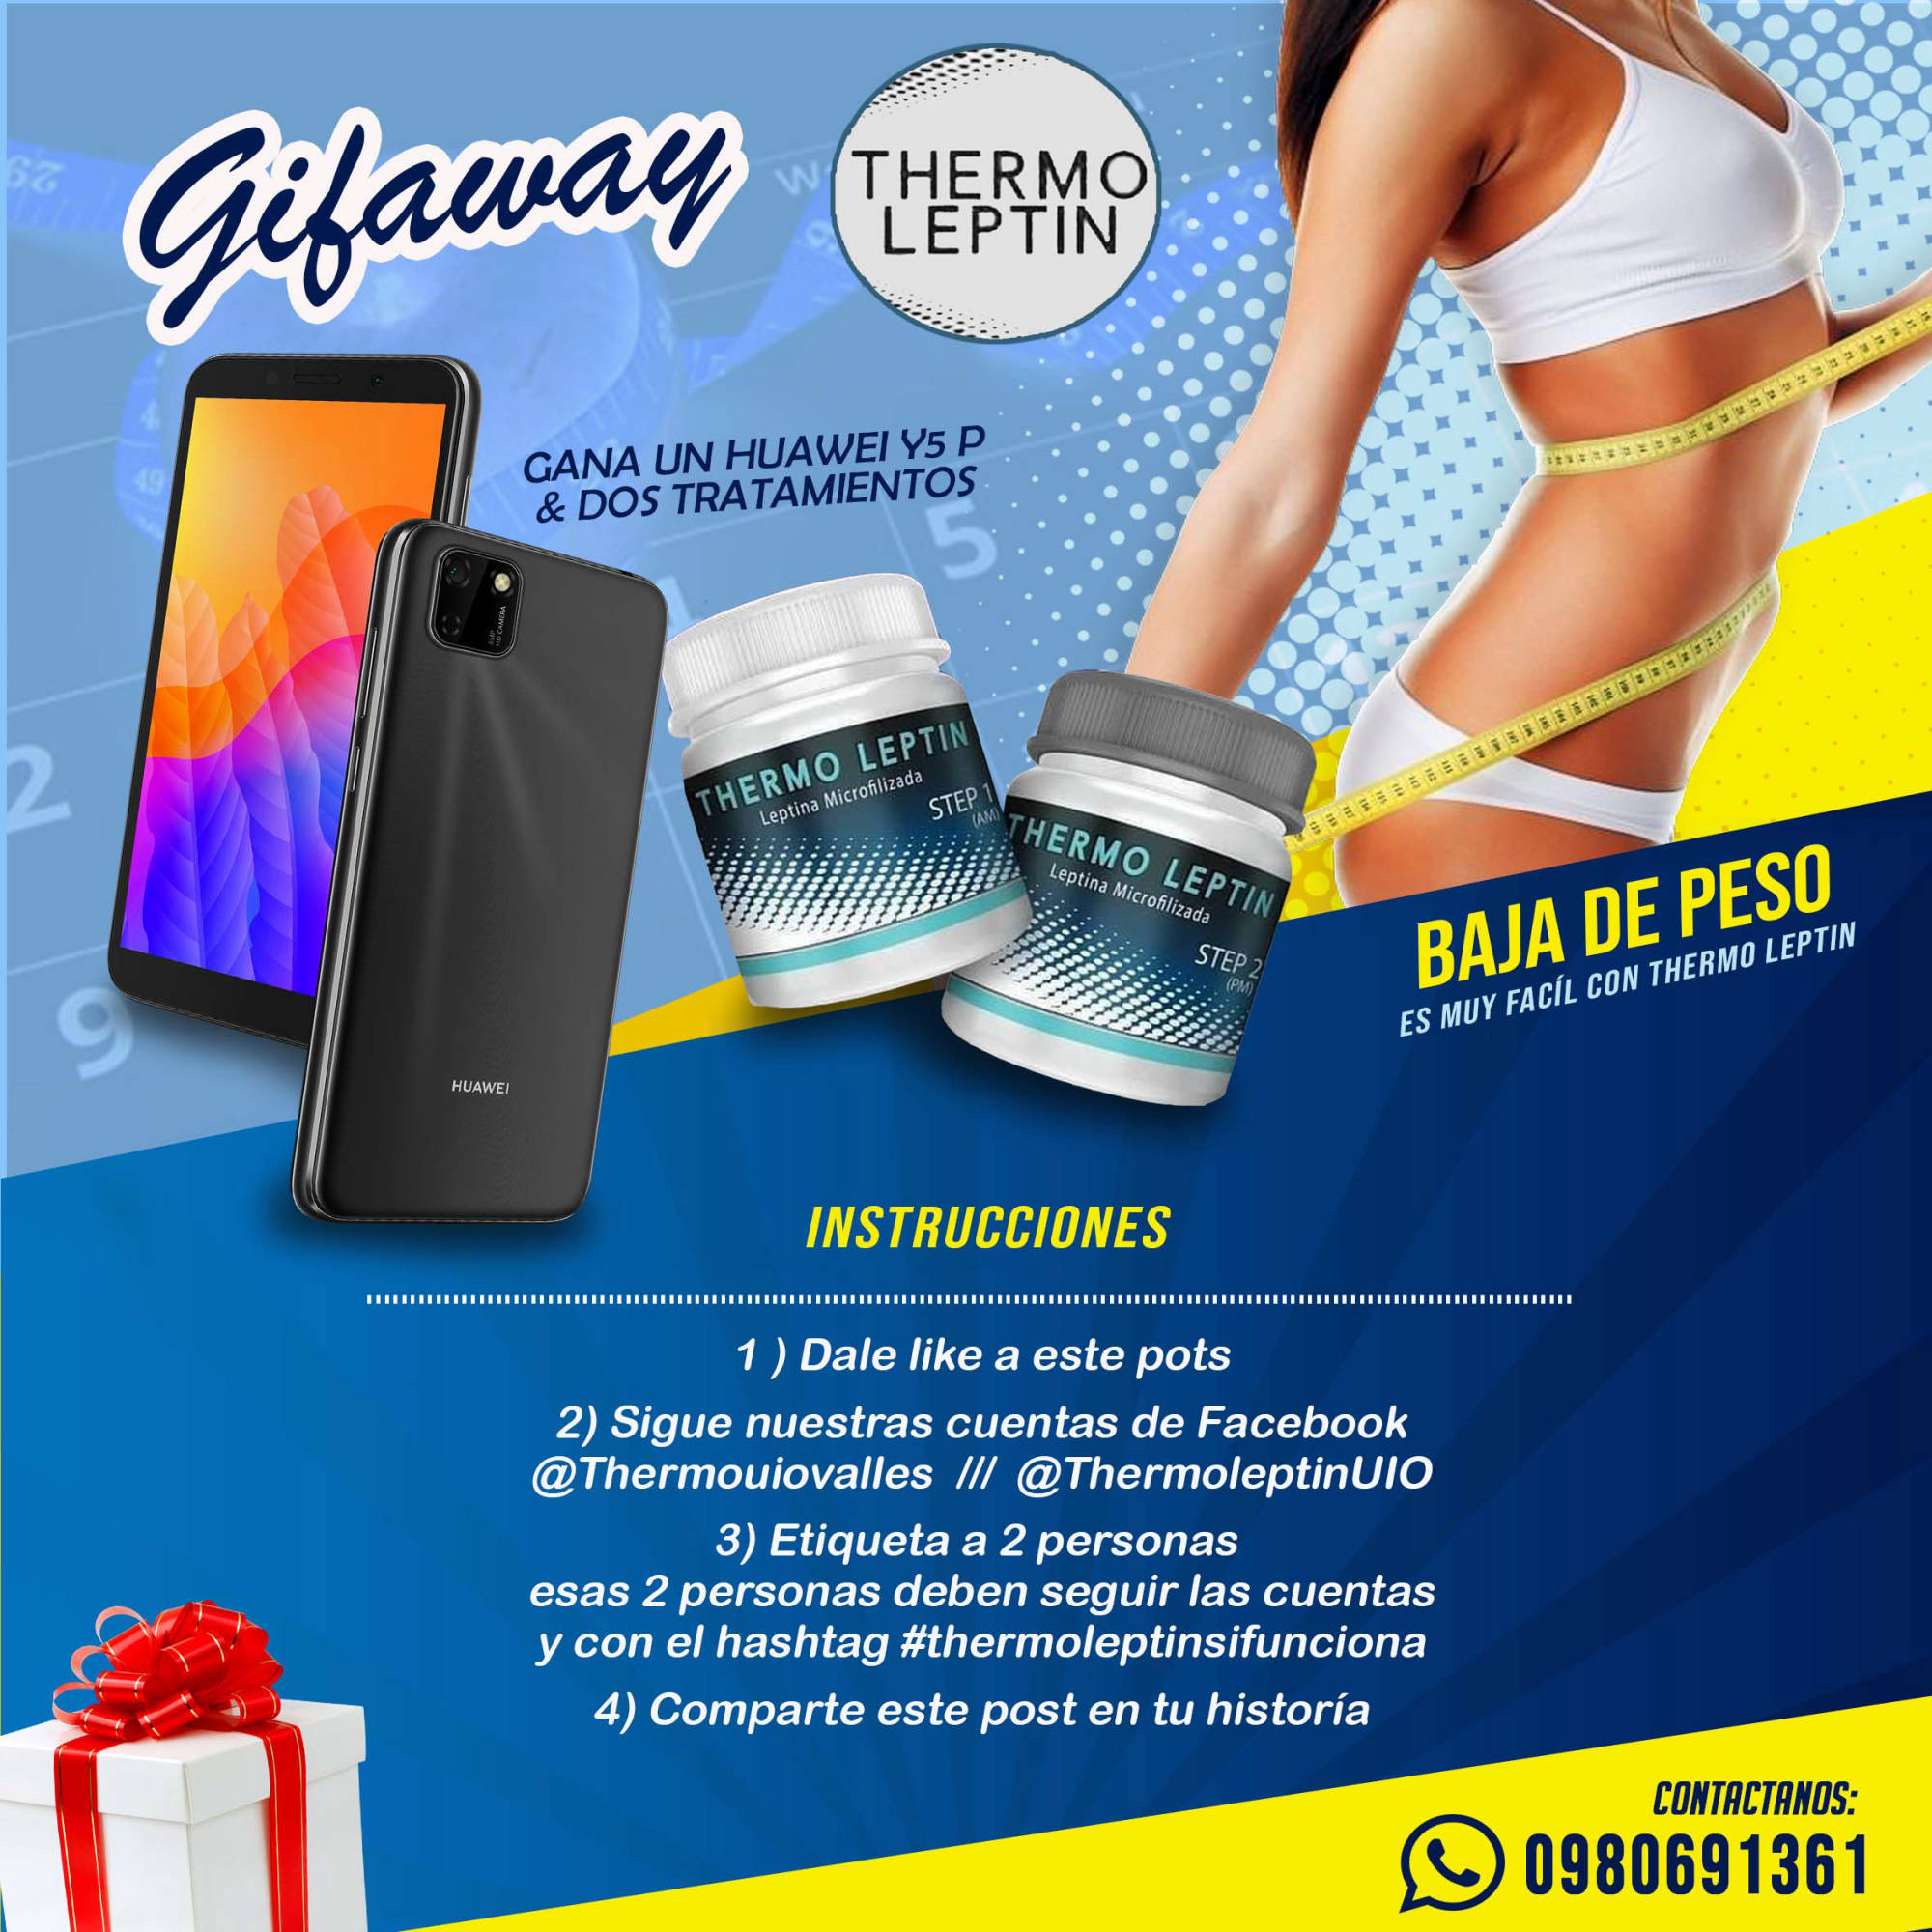 Gifaway
THERMO
LEPTIN
GANA UN HUAWEI Y5 P
& DOS TRATAMIENTOS
8MP
HD CAMERA
HUAWEI
THERMO LEPTIN
Leptina Microfilizada
STEP 1
(AM)
THERMO LEPTIN
Leptina Microfilizada
STEP 2
(PM)
BAJA DE PESO
ES MUY FACÍL CON THERMO LEPTIN
INSTRUCCIONES
1 ) Dale like a este pots
2) Sigue nuestras cuentas de Facebook
@Thermouiovalles /// @ThermoleptinUIO
3) Etiqueta a 2 personas
esas 2 personas deben seguir las cuentas
y con el hashtag #thermoleptinsifunciona
4) Comparte este post en tu historía
CONTACTANOS:
0980691361